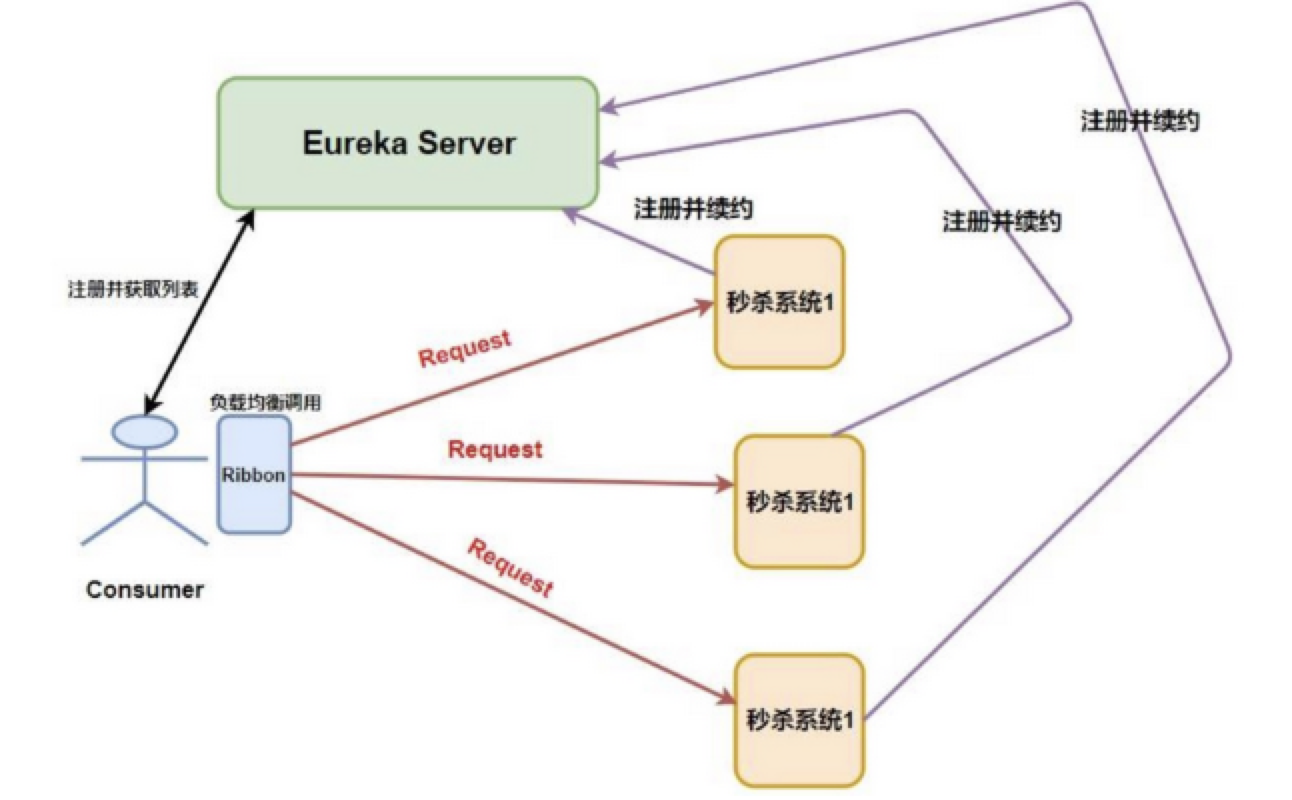 Eureka Server
注册并续约
注册并续约
注册并续约
注册并获取列表
秒杀系统1
Request
负载均衡调用
Ribbon
Request
秒杀系统1
Request
Consumer
秒杀系统1